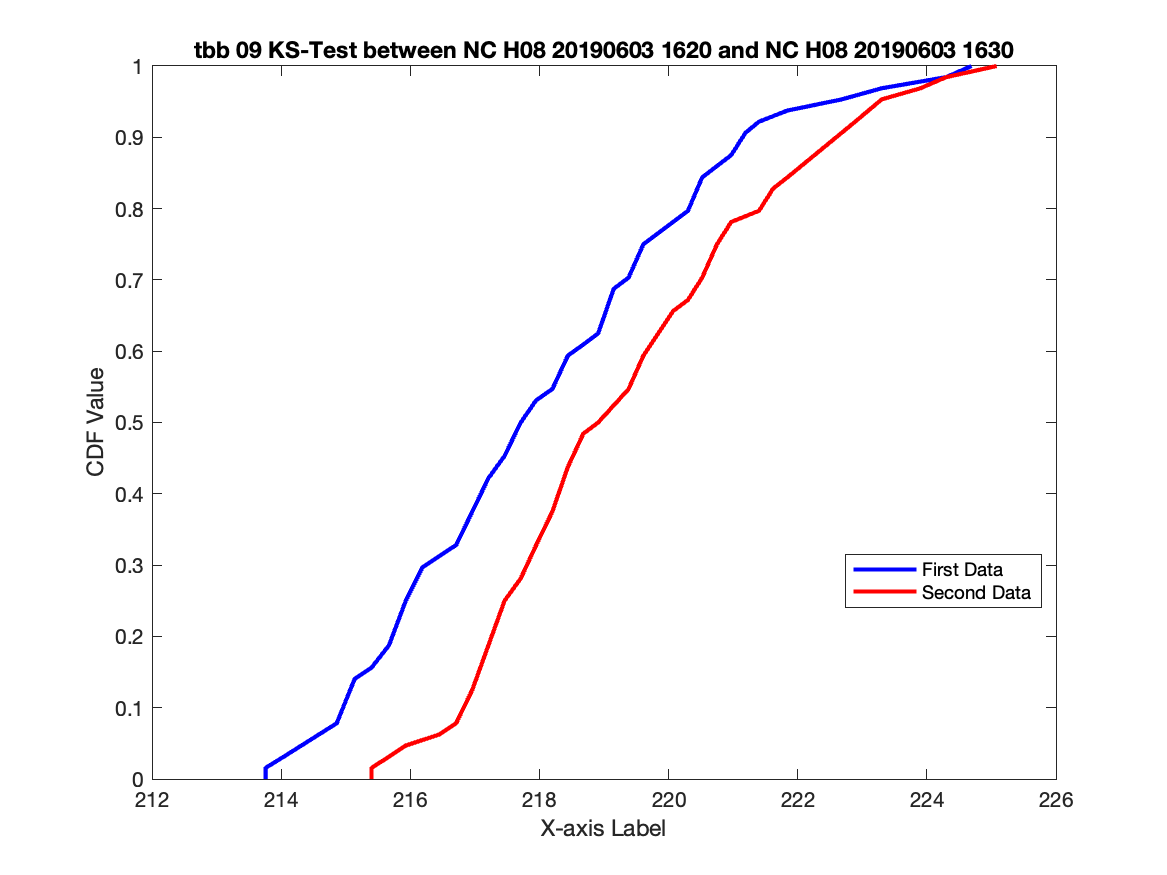 tbb 09 KS-Test between NC H08 20190603 1620 and NC H08 20190603 1630
1
0.9
0.8
0.7
0.6
0.5
0.4
0.3
0.2
0.1
0
CDF Value
First Data
Second Data
212 214 216 218 220 222 224 226
X-axis Label